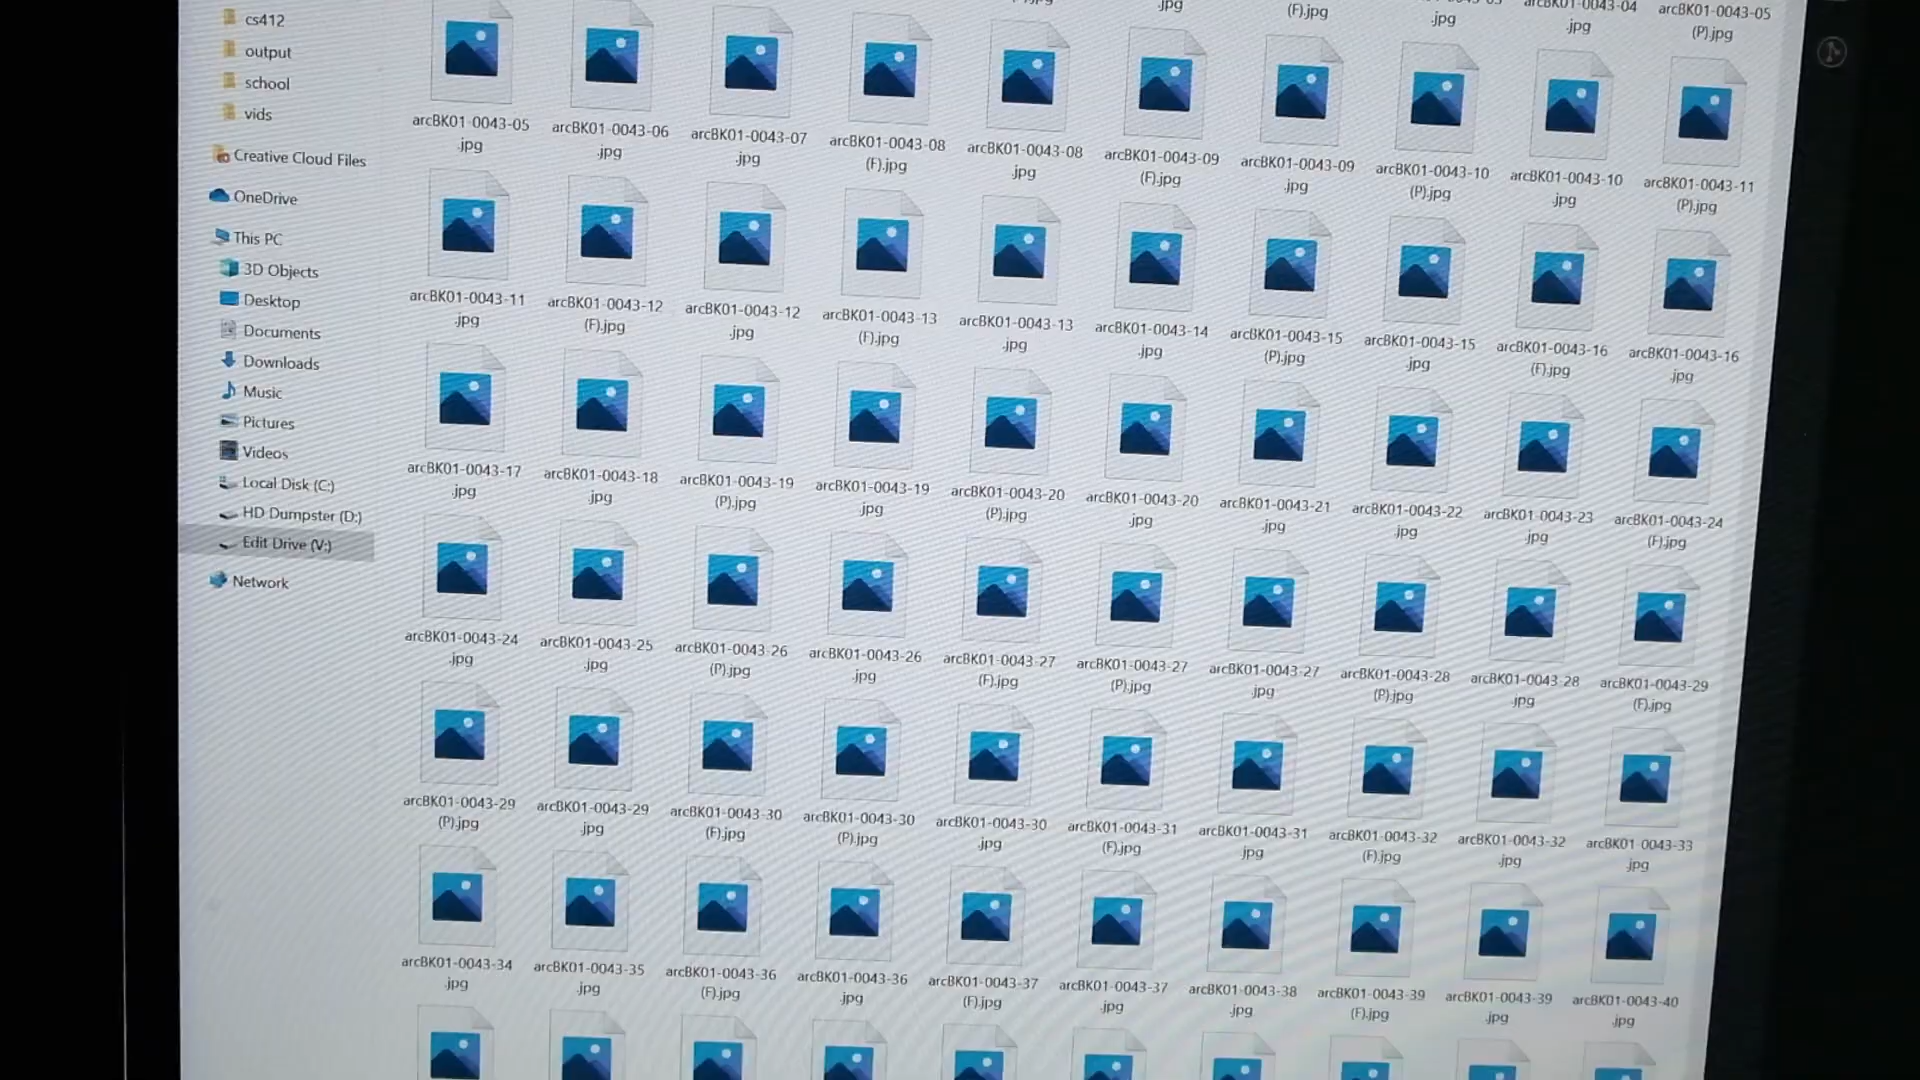 cs412
output
school
vids
Creative Cloud Files
OneDrive
This PC
3D Objects
Desktop
Documents
Downloads
Music
Pictures
Videos
Local Disk (C:)
HD Dumpster (D:)
Edit Drive (V:)
Network
.jpg
(F).jpg
.jpg
arcBK01-0043-04
.jpg
arcBK01-0043-05
(P).jpg
arcBK01-0043-05
.jpg
arcBK01-0043-06
.jpg
arcBK01-0043-07
.jpg
arcBK01-0043-08
(F).jpg
arcBK01-0043-08
.jpg
arcBK01-0043-09
(F).jpg
arcBK01-0043-09
.jpg
arcBK01-0043-10
(P).jpg
arcBK01-0043-10
.jpg
arcBK01-0043-11
(P).jpg
arcBK01-0043-11
.jpg
arcBK01-0043-12
(F).jpg
arcBK01-0043-12
.jpg
arcBK01-0043-13
(F).jpg
arcBK01-0043-13
.jpg
arcBK01-0043-14
.jpg
arcBK01-0043-15
(P).jpg
arcBK01-0043-15
.jpg
arcBK01-0043-16
(F).jpg
arcBK01-0043-16
.jpg
arcBK01-0043-17
.jpg
arcBK01-0043-18
.jpg
arcBK01-0043-19
(P).jpg
arcBK01-0043-19
.jpg
arcBK01-0043-20
(P).jpg
arcBK01-0043-20
.jpg
arcBK01-0043-21
.jpg
arcBK01-0043-22
.jpg
arcBK01-0043-23
.jpg
arcBK01-0043-24
(F).jpg
arcBK01-0043-24
.jpg
arcBK01-0043-25
.jpg
arcBK01-0043-26
(P).jpg
arcBK01-0043-26
.jpg
arcBK01-0043-27
(F).jpg
arcBK01-0043-27
(P).jpg
arcBK01-0043-27
.jpg
arcBK01-0043-28
(P).jpg
arcBK01-0043-28
.jpg
arcBK01-0043-29
(F).jpg
arcBK01-0043-29
(P).jpg
arcBK01-0043-29
.jpg
arcBK01-0043-30
(F).jpg
arcBK01-0043-30
(P).jpg
arcBK01-0043-30
.jpg
arcBK01-0043-31
(F).jpg
arcBK01-0043-31
.jpg
arcBK01-0043-32
(F).jpg
arcBK01-0043-32
.jpg
arcBK01-0043-33
.jpg
arcBK01-0043-34
.jpg
arcBK01-0043-35
.jpg
arcBK01-0043-36
(F).jpg
arcBK01-0043-36
.jpg
arcBK01-0043-37
(F).jpg
arcBK01-0043-37
.jpg
arcBK01-0043-38
.jpg
arcBK01-0043-39
(F).jpg
arcBK01-0043-39
.jpg
arcBK01-0043-40
.jpg